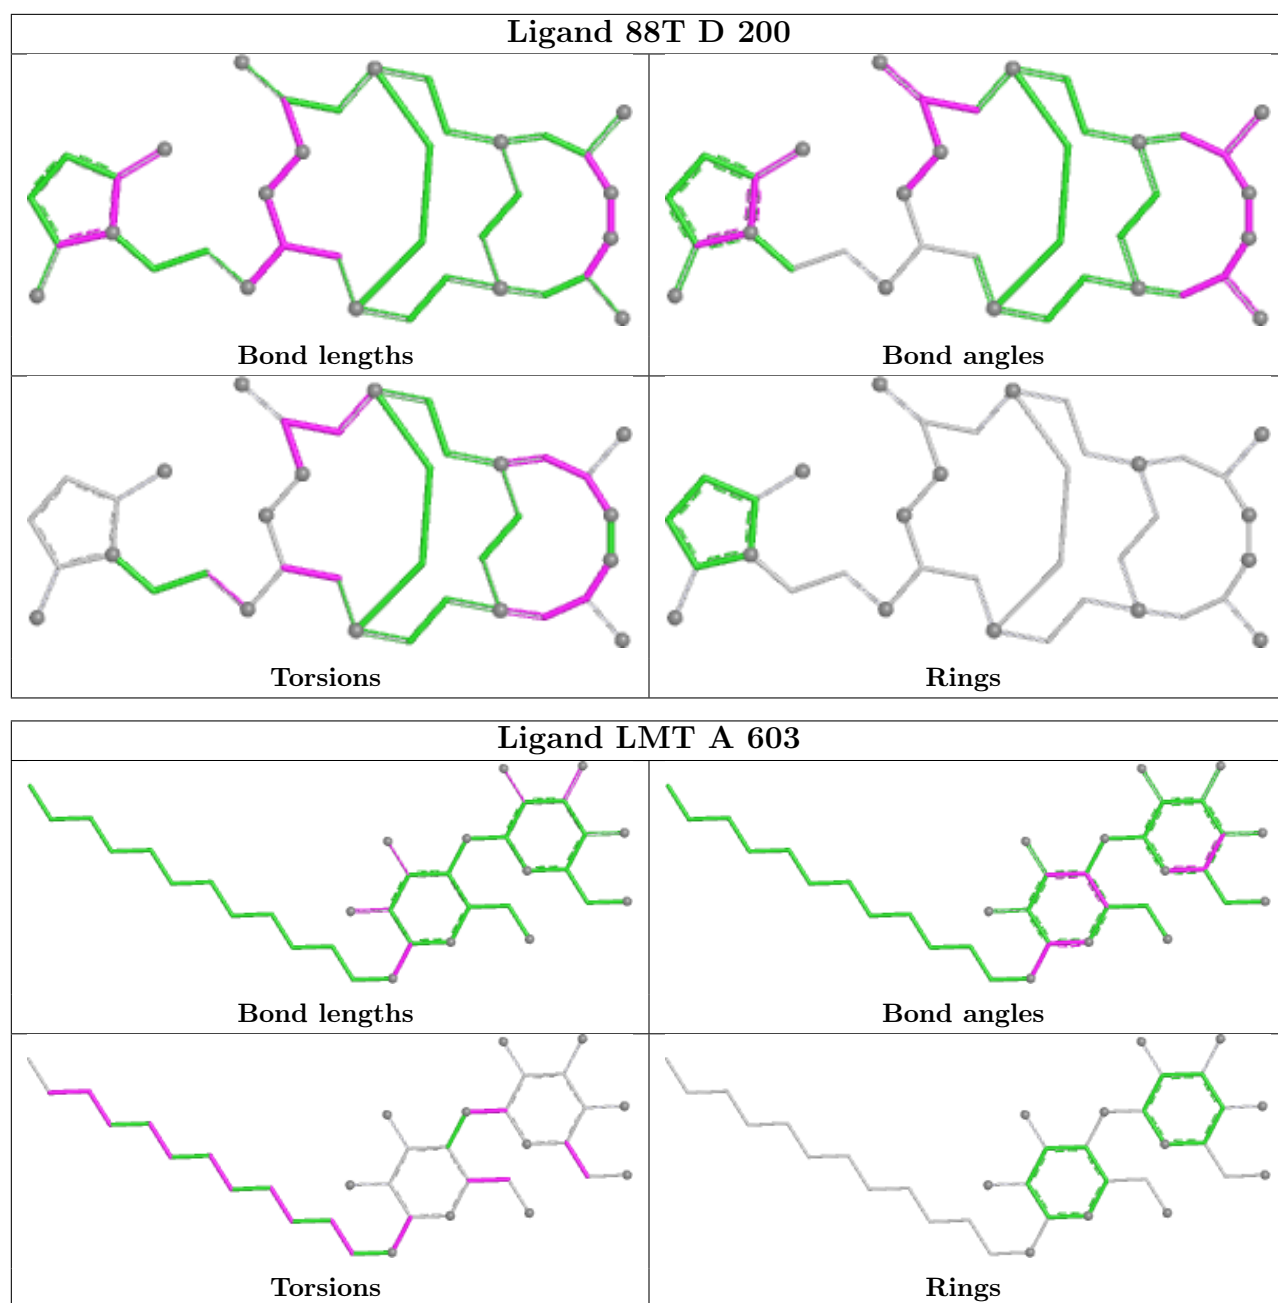 Ligand 88T D 200
Bond lengths
Bond angles
Torsions
Rings
Ligand LMT A 603
Bond lengths
Bond angles
Torsions
Rings